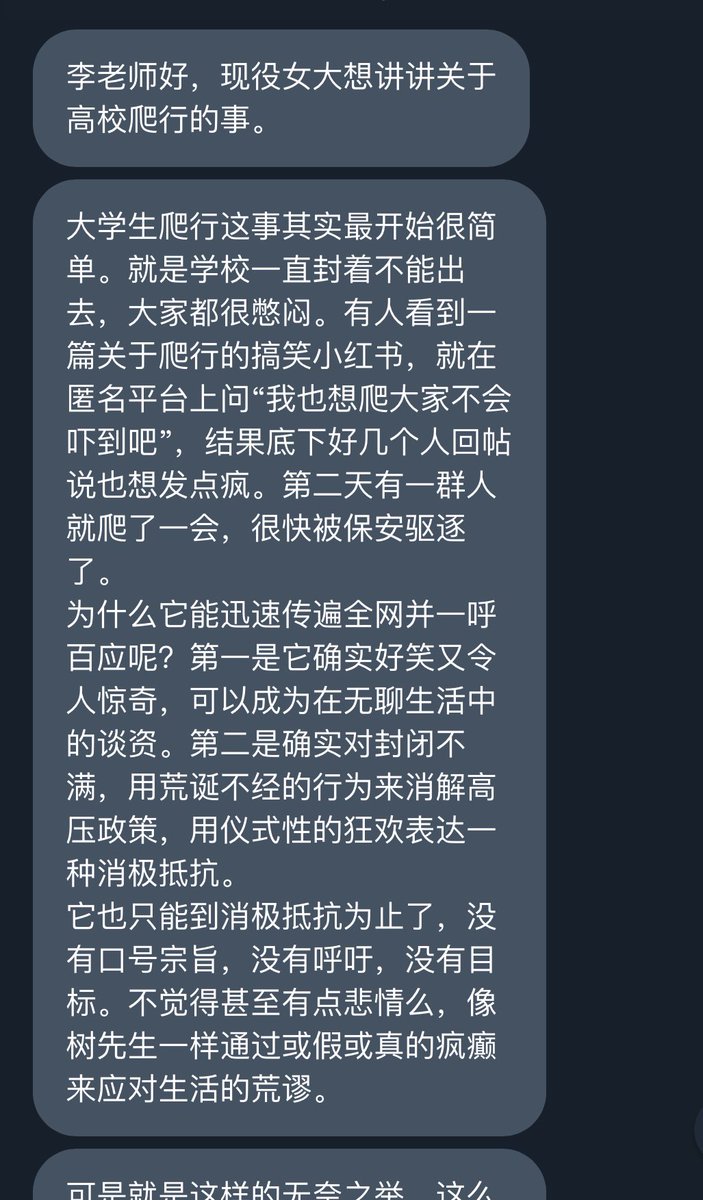 李老师好，现役女大想讲讲关于
高校爬行的事。
大学生爬行这事其实最开始很简
单。就是学校一直封着不能出
去，大家都很憋闷。有人看到一
篇关于爬行的搞笑小红书，就在
匿名平台上问“我也想爬大家不会
吓到吧”，结果底下好几个人回帖
说也想发点疯。第二天有一群人
就爬了一会，很快被保安驱逐
了。
为什么它能迅速传遍全网并一呼
百应呢？第一是它确实好笑又令
人惊奇，可以成为在无聊生活中
的谈资。第二是确实对封闭不
满，用荒诞不经的行为来消解高
压政策，用仪式性的狂欢表达一
种消极抵抗。
它也只能到消极抵抗为止了，没
有口号宗旨，没有呼吁，没有目
标。不觉得甚至有点悲情么，像
树先生一样通过或假或真的疯癫
来应对生活的荒谬。
可是就是这样的无奈之举，这么